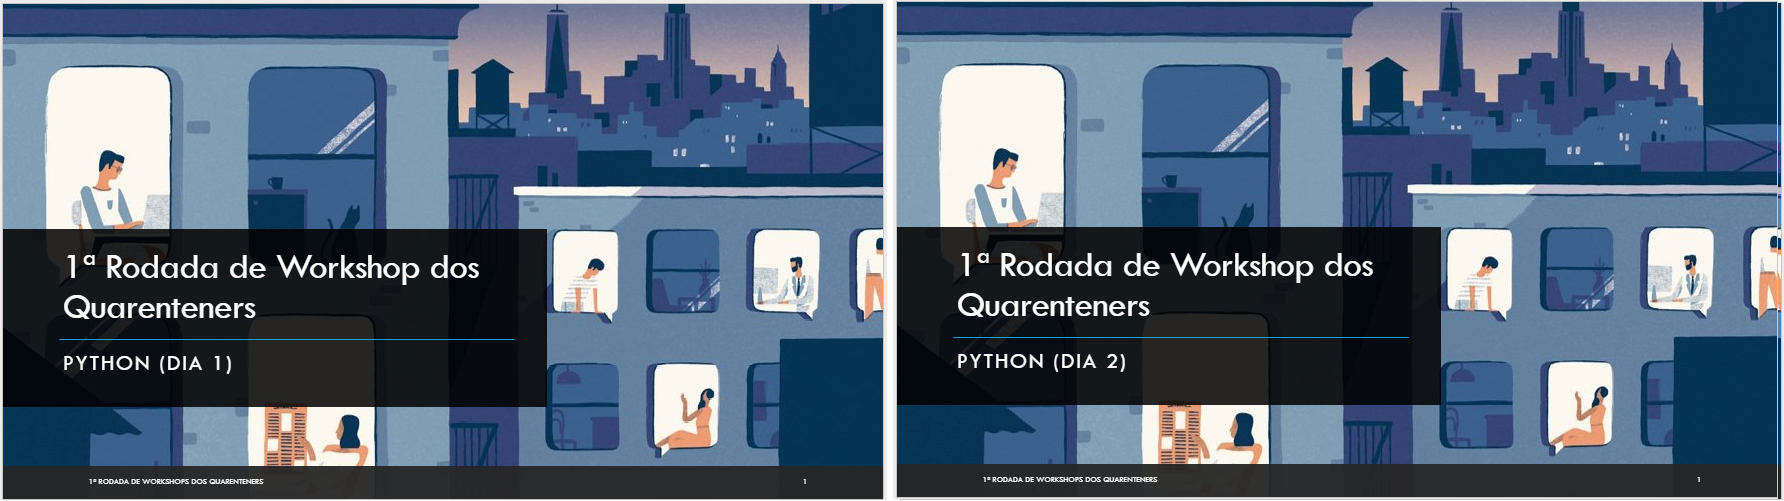 1ª Rodada de Workshop dos
Quarenteners
PYTHON (DIA 1)
1ª RODADA DE WORKSHOPS DOS QUARENTENERS
1
1ª Rodada de Workshop dos
Quarenteners
PYTHON (DIA 2)
1ª RODADA DE WORKSHOPS DOS QUARENTENERS
1